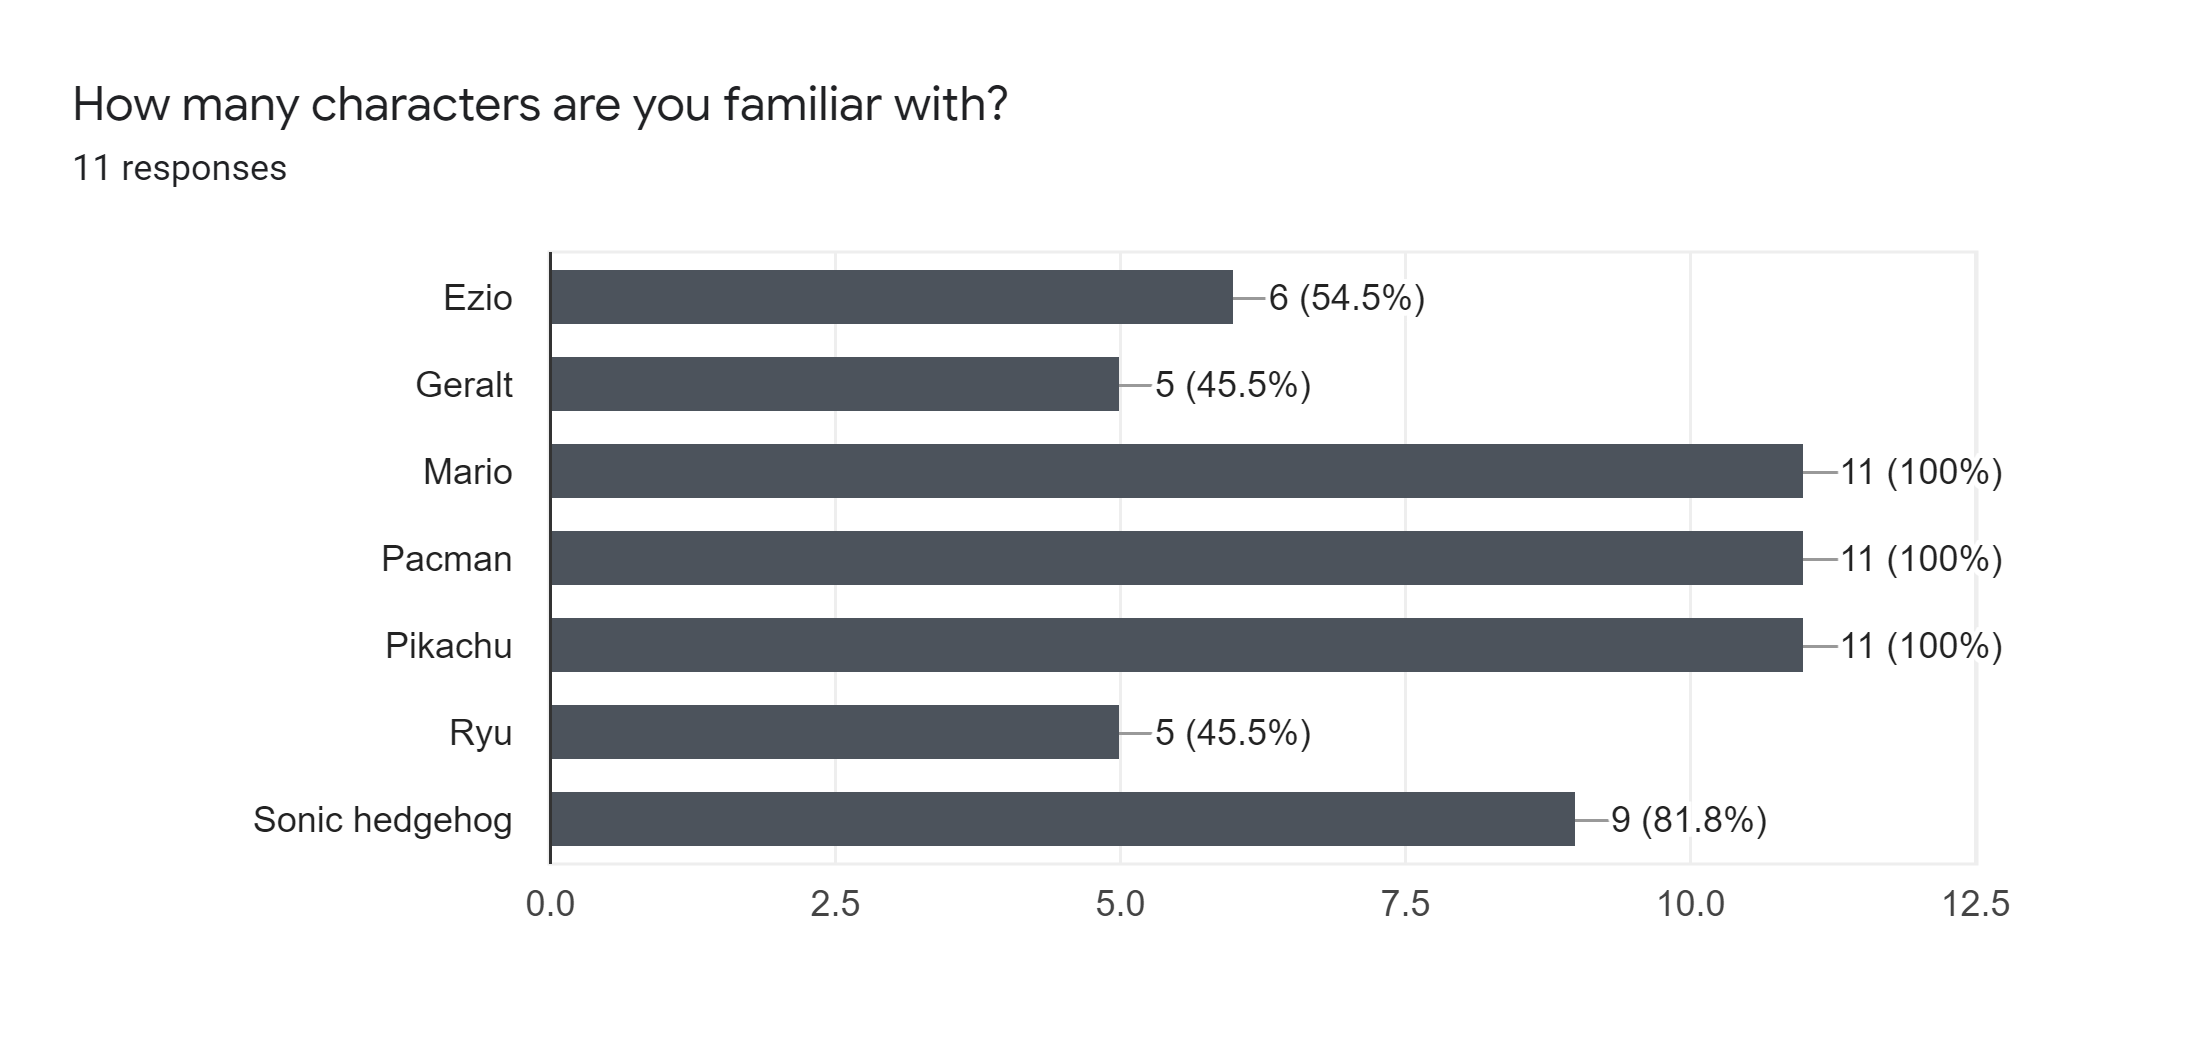 How many characters are you familiar with?
11 responses
Ezio 6 (54.5%)
Geralt 5 (45.5%)
Mario 11 (100%)
Pacman 11 (100%)
Pikachu 11 (100%)
Ryu 5 (45.5%)
Sonic hedgehog 9 (81.8%)
0.0 2.5 5.0 7.5 10.0 12.5